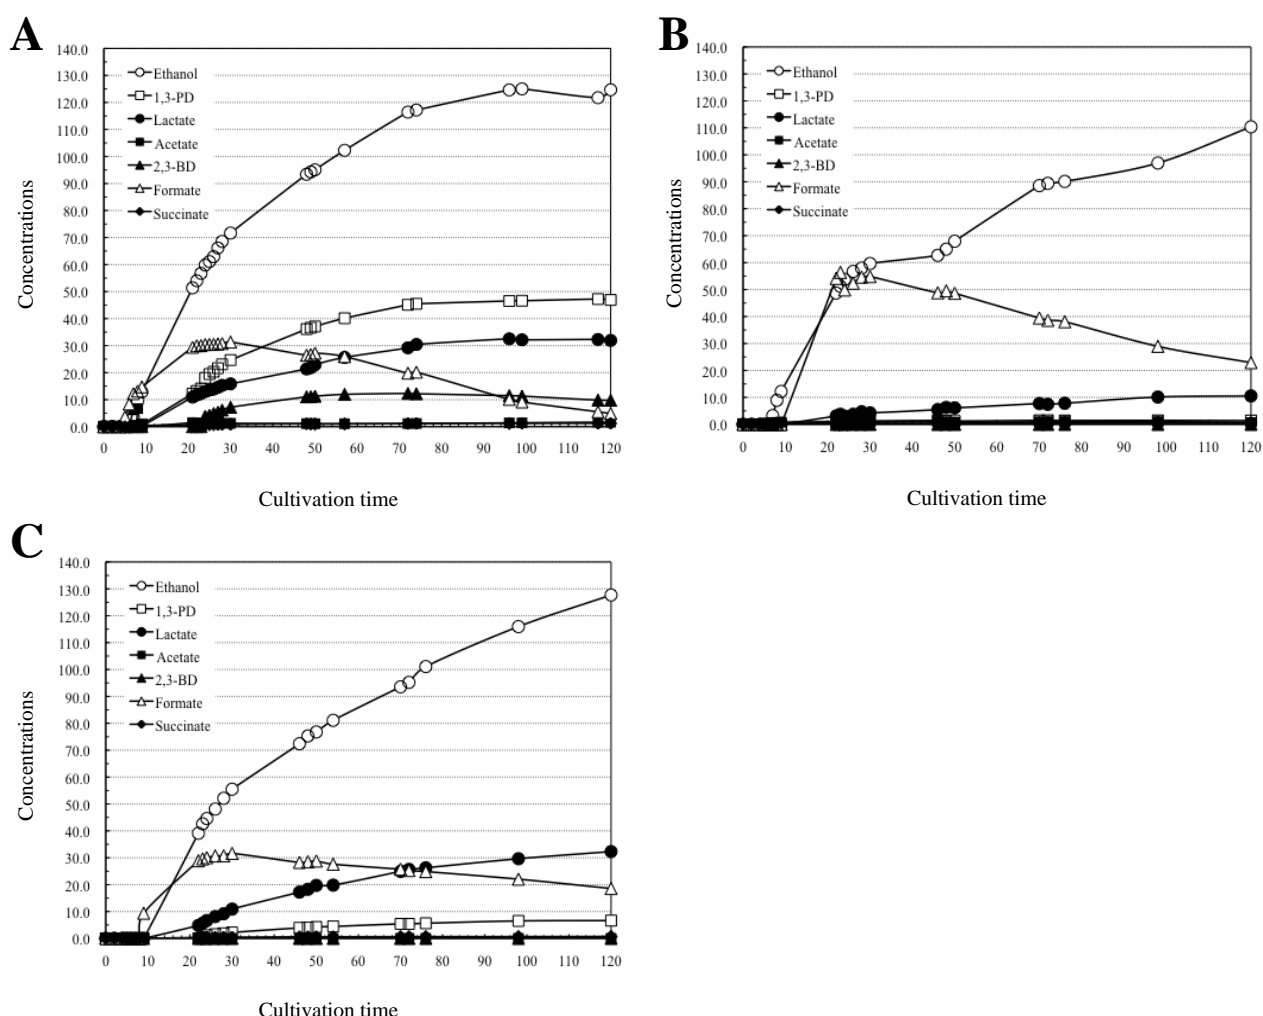 A
140.0
130.0
120.0
110.0
100.0
90.0
80.0
70.0
60.0
50.0
40.0
30.0
20.0
10.0
0.0
Ethanol
1,3-PD
Lactate
Acetate
2,3-BD
Formate
Succinate
0 10 20 30 40 50 60 70 80 90 100 110 120
Concentrations
Cultivation time
B
140.0
130.0
120.0
110.0
100.0
90.0
80.0
70.0
60.0
50.0
40.0
30.0
20.0
10.0
0.0
Ethanol
1,3-PD
Lactate
Acetate
2,3-BD
Formate
Succinate
0 10 20 30 40 50 60 70 80 90 100 110 120
Concentrations
Cultivation time
C
140.0
130.0
120.0
110.0
100.0
90.0
80.0
70.0
60.0
50.0
40.0
30.0
20.0
10.0
0.0
Ethanol
1,3-PD
Lactate
Acetate
2,3-BD
Formate
Succinate
0 10 20 30 40 50 60 70 80 90 100 110 120
Concentrations
Cultivation time